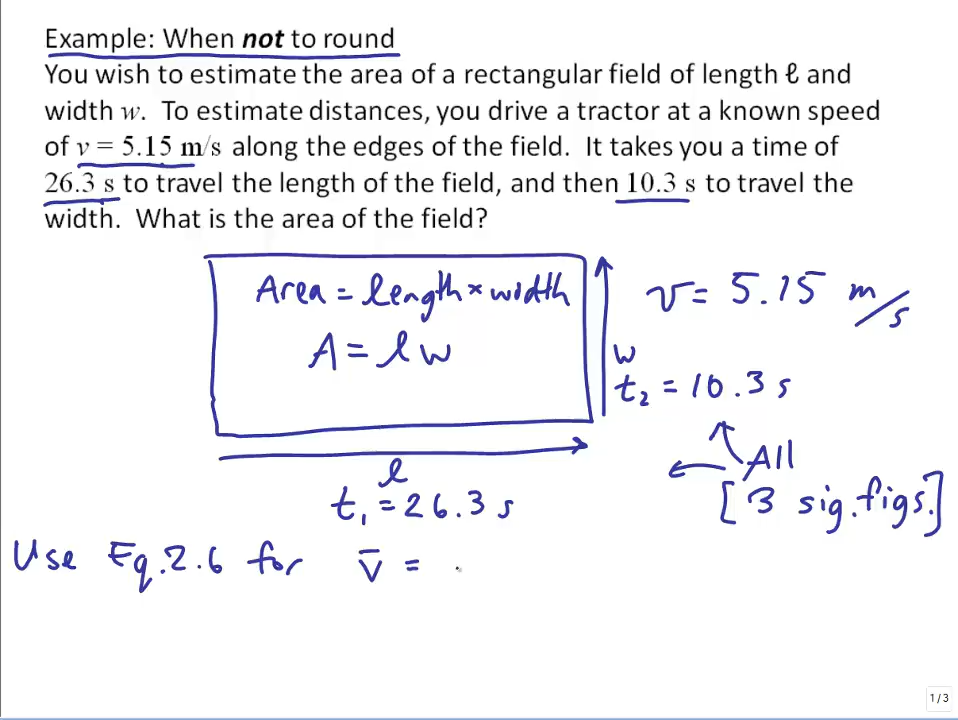 Example: When not to round
You wish to estimate the area of a rectangular field of length ℓ and
width w. To estimate distances, you drive a tractor at a known speed
of v = 5.15 m/s along the edges of the field. It takes you a time of
26.3 s to travel the length of the field, and then 10.3 s to travel the
width. What is the area of the field?
Area = length × width
A = ℓ w
v = 5.15 m/s
w
t₂ = 10.3 s
All
[3 sig. figs.]
ℓ
t₁ = 26.3 s
Use Eq. 2.6 for v̄ =
1/3